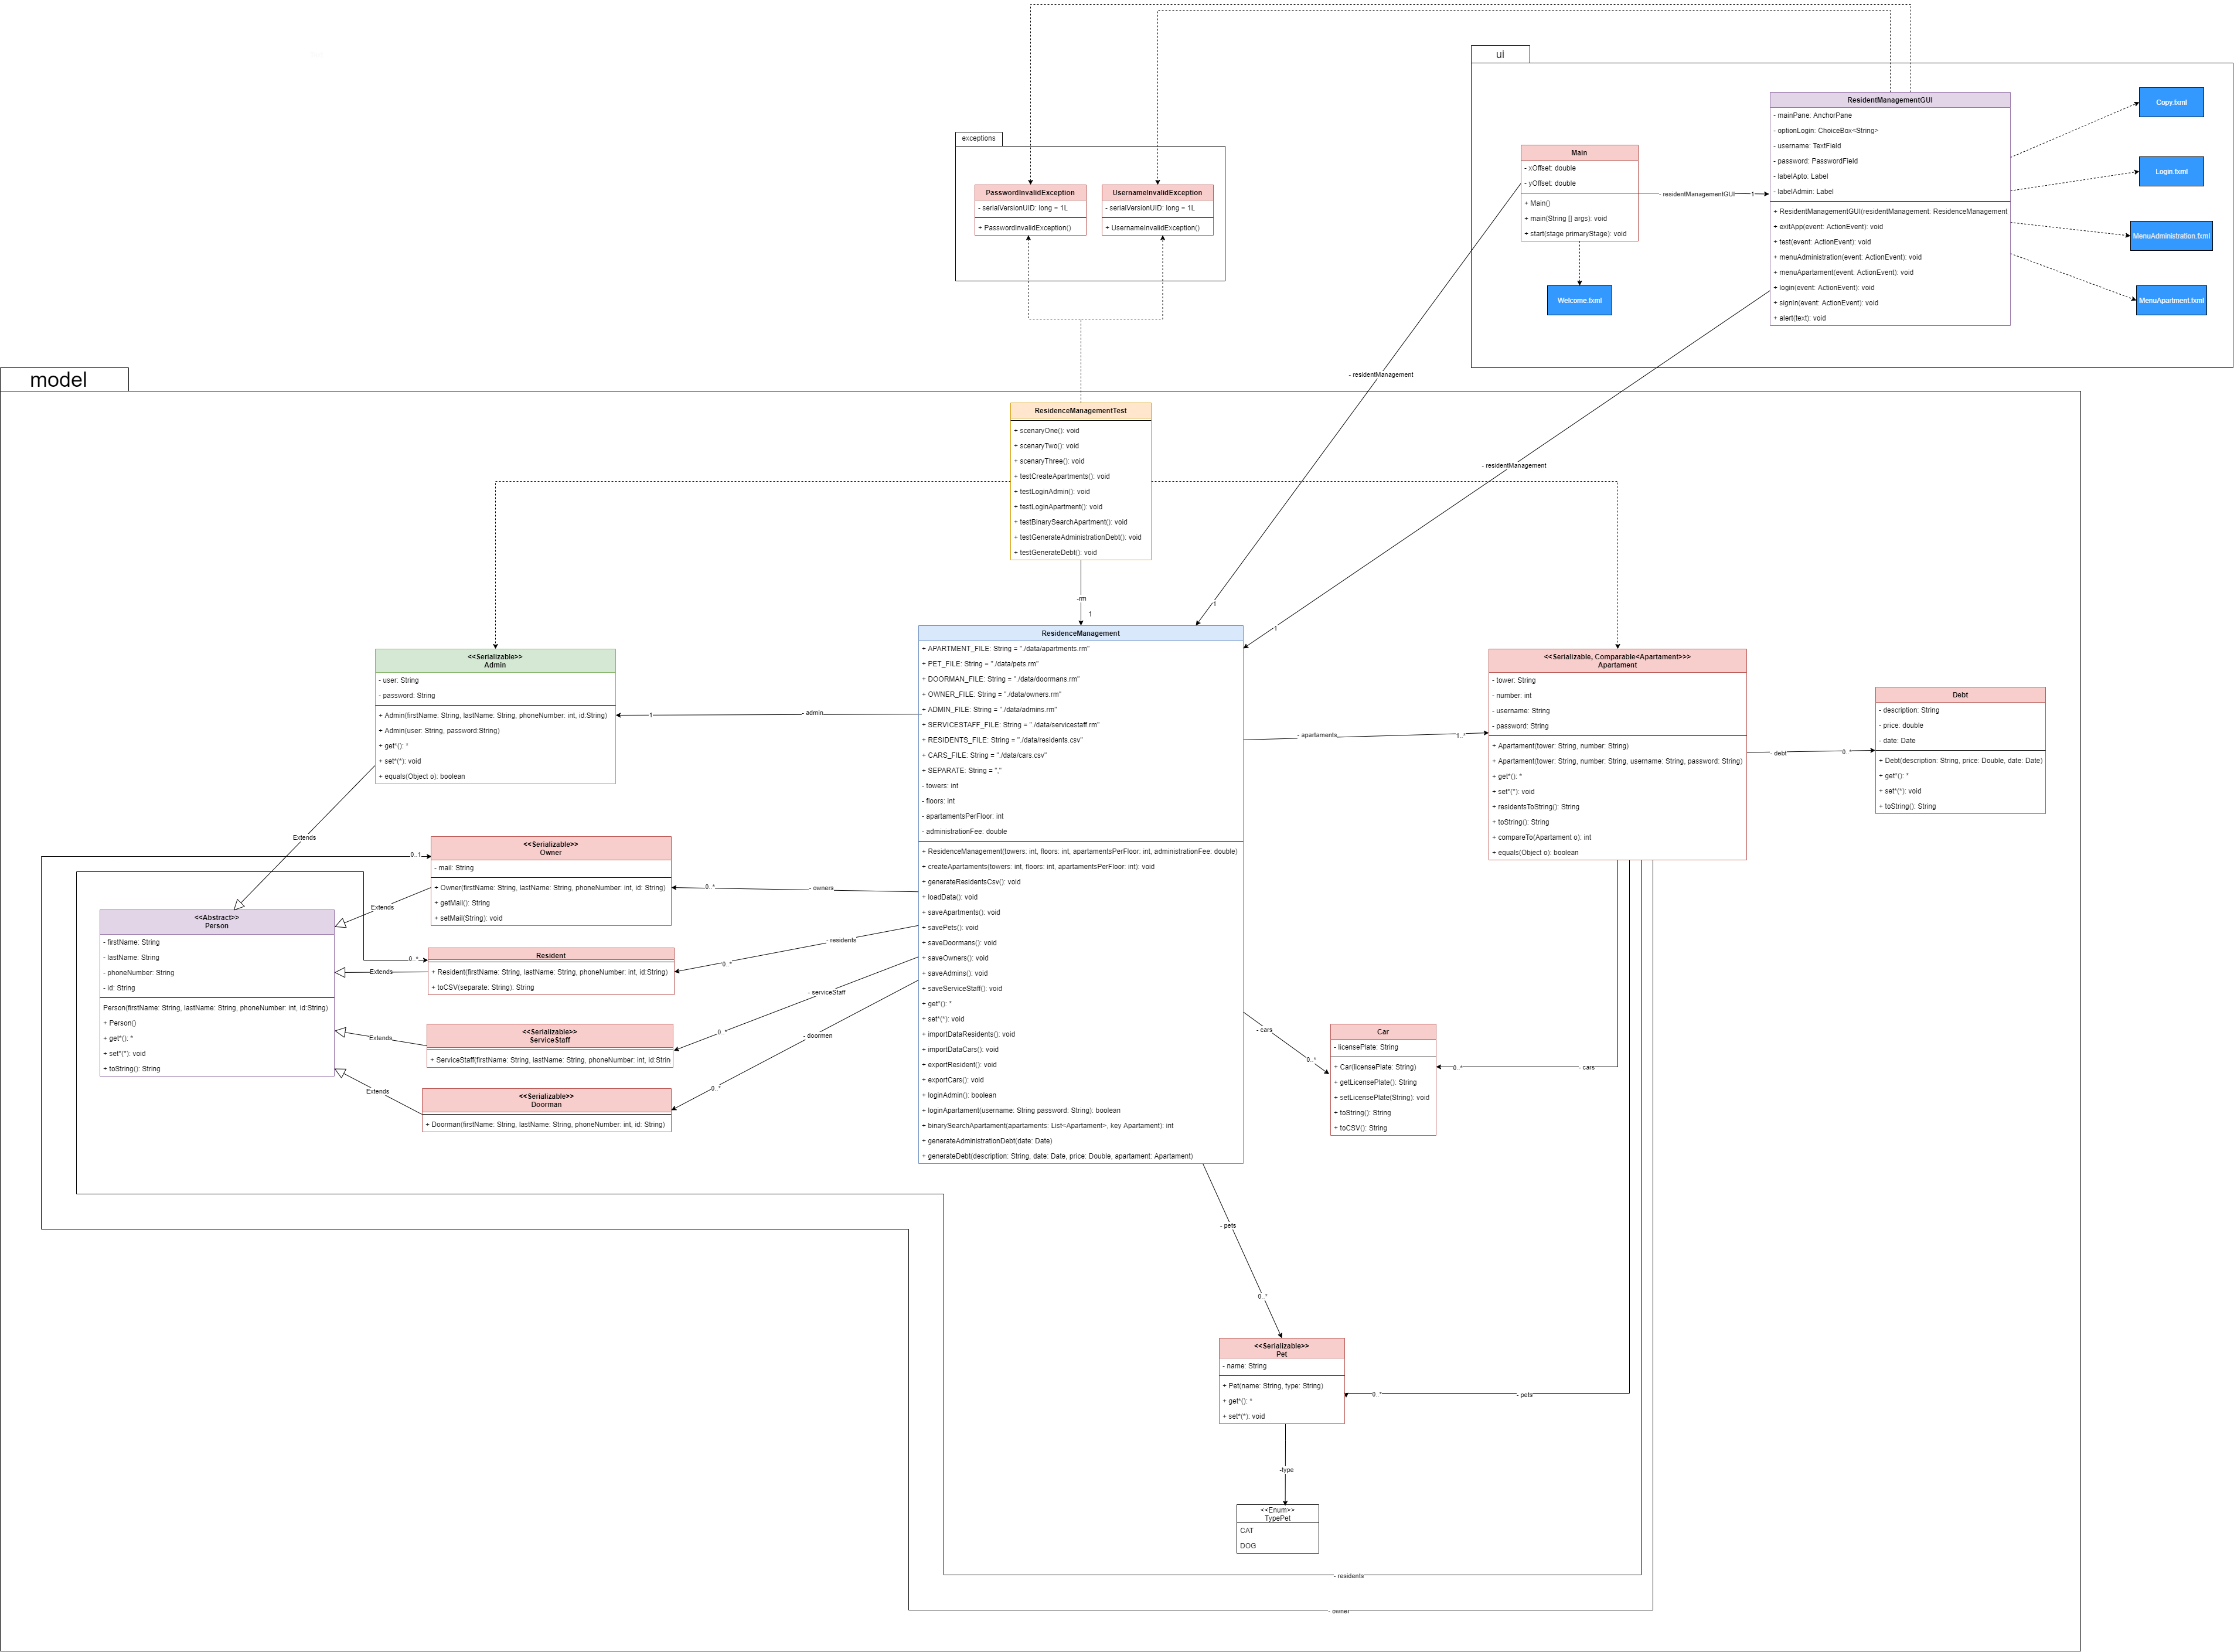 ui
ResidentManagementGUI
- mainPane: AnchorPane
- optionLogin: ChoiceBox<String>
- username: TextField
- password: PasswordField
- labelApto: Label
- labelAdmin: Label
+ ResidentManagementGUI(residentManagement: ResidenceManagement
+ exitApp(event: ActionEvent): void
+ test(event: ActionEvent): void
+ menuAdministration(event: ActionEvent): void
+ menuApartament(event: ActionEvent): void
+ login(event: ActionEvent): void
+ signIn(event: ActionEvent): void
+ alert(text): void
Copy.fxml
Login.fxml
MenuAdministration.fxml
MenuApartment.fxml
Main
- xOffset: double
- yOffset: double
+ Main()
+ main(String [] args): void
+ start(stage primaryStage): void
- residentManagementGUI
1
Welcome.fxml
exceptions
PasswordInvalidException
- serialVersionUID: long = 1L
+ PasswordInvalidException()
UsernameInvalidException
- serialVersionUID: long = 1L
+ UsernameInvalidException()
- residentManagement
1
- residentManagement
1
model
ResidenceManagementTest
+ scenaryOne(): void
+ scenaryTwo(): void
+ scenaryThree(): void
+ testCreateApartments(): void
+ testLoginAdmin(): void
+ testLoginApartment(): void
+ testBinarySearchApartment(): void
+ testGenerateAdministrationDebt(): void
+ testGenerateDebt(): void
-rm
1
ResidenceManagement
+ APARTMENT_FILE: String = "./data/apartments.rm"
+ PET_FILE: String = "./data/pets.rm"
+ DOORMAN_FILE: String = "./data/doormans.rm"
+ OWNER_FILE: String = "./data/owners.rm"
+ ADMIN_FILE: String = "./data/admins.rm"
+ SERVICESTAFF_FILE: String = "./data/servicestaff.rm"
+ RESIDENTS_FILE: String = "./data/residents.csv"
+ CARS_FILE: String = "./data/cars.csv"
+ SEPARATE: String = ","
- towers: int
- floors: int
- apartamentsPerFloor: int
- administrationFee: double
+ ResidenceManagement(towers: int, floors: int, apartamentsPerFloor: int, administrationFee: double)
+ createApartaments(towers: int, floors: int, apartamentsPerFloor: int): void
+ generateResidentsCsv(): void
+ loadData(): void
+ saveApartments(): void
+ savePets(): void
+ saveDoormans(): void
+ saveOwners(): void
+ saveAdmins(): void
+ saveServiceStaff(): void
+ get*(): *
+ set*(*): void
+ importDataResidents(): void
+ importDataCars(): void
+ exportResident(): void
+ exportCars(): void
+ loginAdmin(): boolean
+ loginApartament(username: String password: String): boolean
+ binarySearchApartament(apartaments: List<Apartament>, key Apartament): int
+ generateAdministrationDebt(date: Date)
+ generateDebt(description: String, date: Date, price: Double, apartament: Apartament)
<<Serializable>>
Admin
- user: String
- password: String
+ Admin(firstName: String, lastName: String, phoneNumber: int, id:String)
+ Admin(user: String, password:String)
+ get*(): *
+ set*(*): void
+ equals(Object o): boolean
1
- admin
Extends
<<Serializable>>
Owner
- mail: String
+ Owner(firstName: String, lastName: String, phoneNumber: int, id: String)
+ getMail(): String
+ setMail(String): void
0..1
0..*
- owners
Extends
<<Abstract>>
Person
- firstName: String
- lastName: String
- phoneNumber: String
- id: String
Person(firstName: String, lastName: String, phoneNumber: int, id:String)
+ Person()
+ get*(): *
+ set*(*): void
+ toString(): String
Resident
+ Resident(firstName: String, lastName: String, phoneNumber: int, id:String)
+ toCSV(separate: String): String
0..*
- residents
0..*
Extends
<<Serializable>>
ServiceStaff
+ ServiceStaff(firstName: String, lastName: String, phoneNumber: int, id:Strin
- serviceStaff
0..*
Extends
<<Serializable>>
Doorman
+ Doorman(firstName: String, lastName: String, phoneNumber: int, id: String)
- doormen
0..*
Extends
<<Serializable, Comparable<Apartament>>>
Apartament
- tower: String
- number: int
- username: String
- password: String
+ Apartament(tower: String, number: String)
+ Apartament(tower: String, number: String, username: String, password: String)
+ get*(): *
+ set*(*): void
+ residentsToString(): String
+ toString(): String
+ compareTo(Apartament o): int
+ equals(Object o): boolean
- apartaments
1..*
- debt
0..*
Debt
- description: String
- price: double
- date: Date
+ Debt(description: String, price: Double, date: Date)
+ get*(): *
+ set*(*): void
+ toString(): String
- cars
0..*
Car
- licensePlate: String
+ Car(licensePlate: String)
+ getLicensePlate(): String
+ setLicensePlate(String): void
+ toString(): String
+ toCSV(): String
0..*
- cars
- pets
0..*
<<Serializable>>
Pet
- name: String
+ Pet(name: String, type: String)
+ get*(): *
+ set*(*): void
0..*
- pets
-type
<<Enum>>
TypePet
CAT
DOG
- residents
- owner